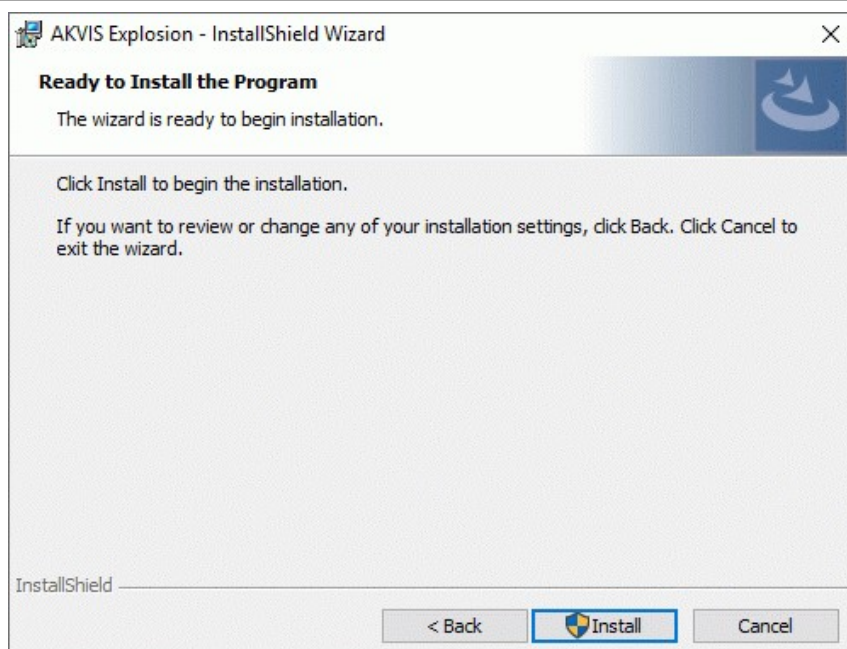 AKVIS Explosion - InstallShield Wizard
Ready to Install the Program
The wizard is ready to begin installation.
Click Install to begin the installation.
If you want to review or change any of your installation settings, click Back. Click Cancel to
exit the wizard.
InstallShield
< Back
Install
Cancel